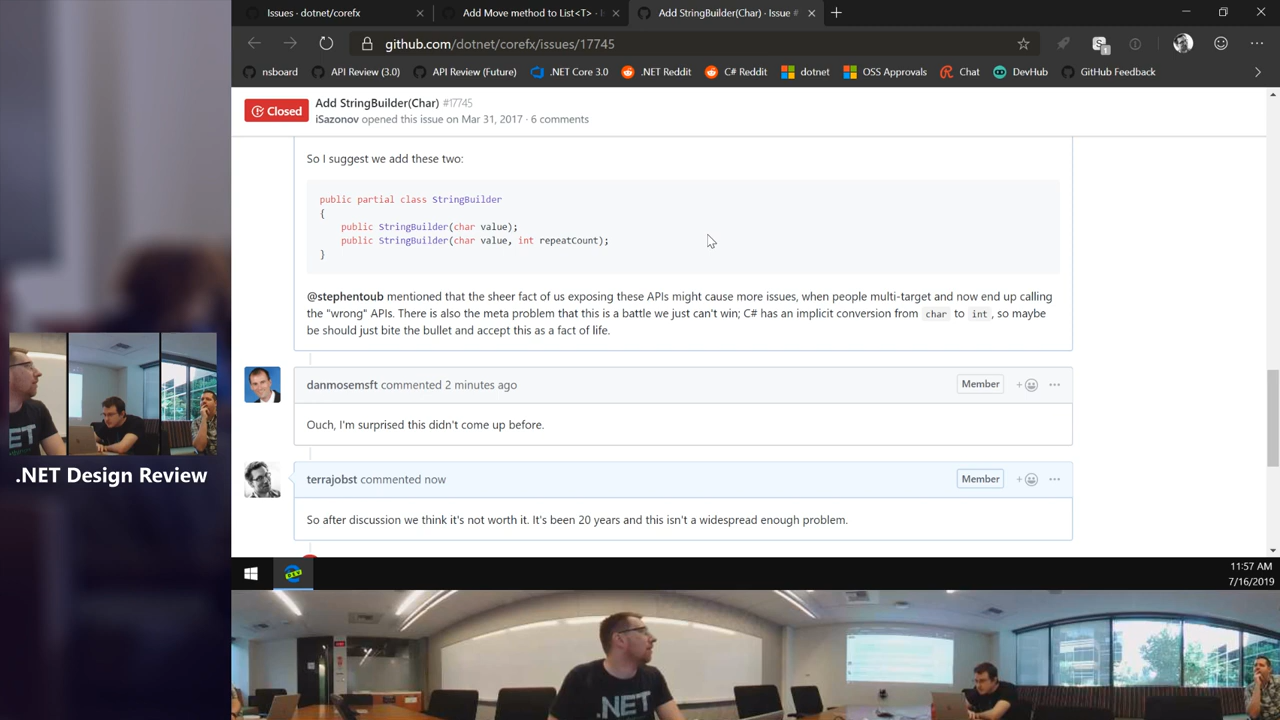 Issues · dotnet/corefx
Add Move method to List<T> · I
Add StringBuilder(Char) · Issue #
github.com/dotnet/corefx/issues/17745
nsboard
API Review (3.0)
API Review (Future)
.NET Core 3.0
.NET Reddit
C# Reddit
dotnet
OSS Approvals
Chat
DevHub
GitHub Feedback
Closed
Add StringBuilder(Char) #17745
iSazonov opened this issue on Mar 31, 2017 · 6 comments
So I suggest we add these two:
public partial class StringBuilder
{
public StringBuilder(char value);
public StringBuilder(char value, int repeatCount);
}
@stephentoub mentioned that the sheer fact of us exposing these APIs might cause more issues, when people multi-target and now end up calling
the "wrong" APIs. There is also the meta problem that this is a battle we just can't win; C# has an implicit conversion from char to int, so maybe
be should just bite the bullet and accept this as a fact of life.
danmosemsft commented 2 minutes ago
Member
Ouch, I'm surprised this didn't come up before.
terrajobst commented now
Member
So after discussion we think it's not worth it. It's been 20 years and this isn't a widespread enough problem.
.NET Design Review
11:57 AM
7/16/2019
ET
.NET